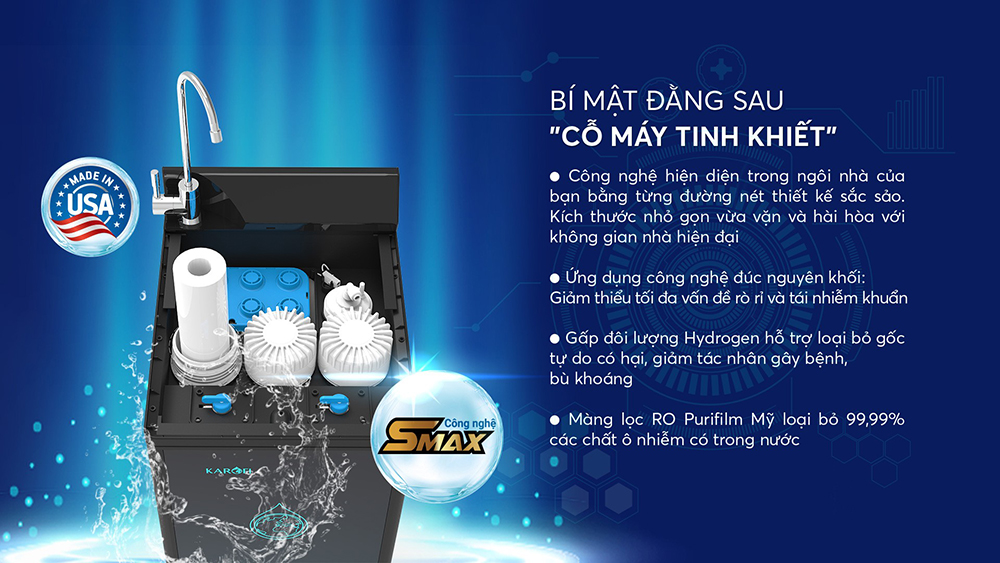 BÍ MẬT ĐẰNG SAU
"CỖ MÁY TINH KHIẾT"
MADE IN
USA
● Công nghệ hiện diện trong ngôi nhà của
bạn bằng từng đường nét thiết kế sắc sảo.
Kích thước nhỏ gọn vừa vặn và hài hòa với
không gian nhà hiện đại
● Ứng dụng công nghệ đúc nguyên khối:
Giảm thiểu tối đa vấn đề rò rỉ và tái nhiễm khuẩn
● Gấp đôi lượng Hydrogen hỗ trợ loại bỏ gốc
tự do có hại, giảm tác nhân gây bệnh,
bù khoáng
● Màng lọc RO Purifilm Mỹ loại bỏ 99,99%
các chất ô nhiễm có trong nước
Công nghệ
SMAX
KAROFI